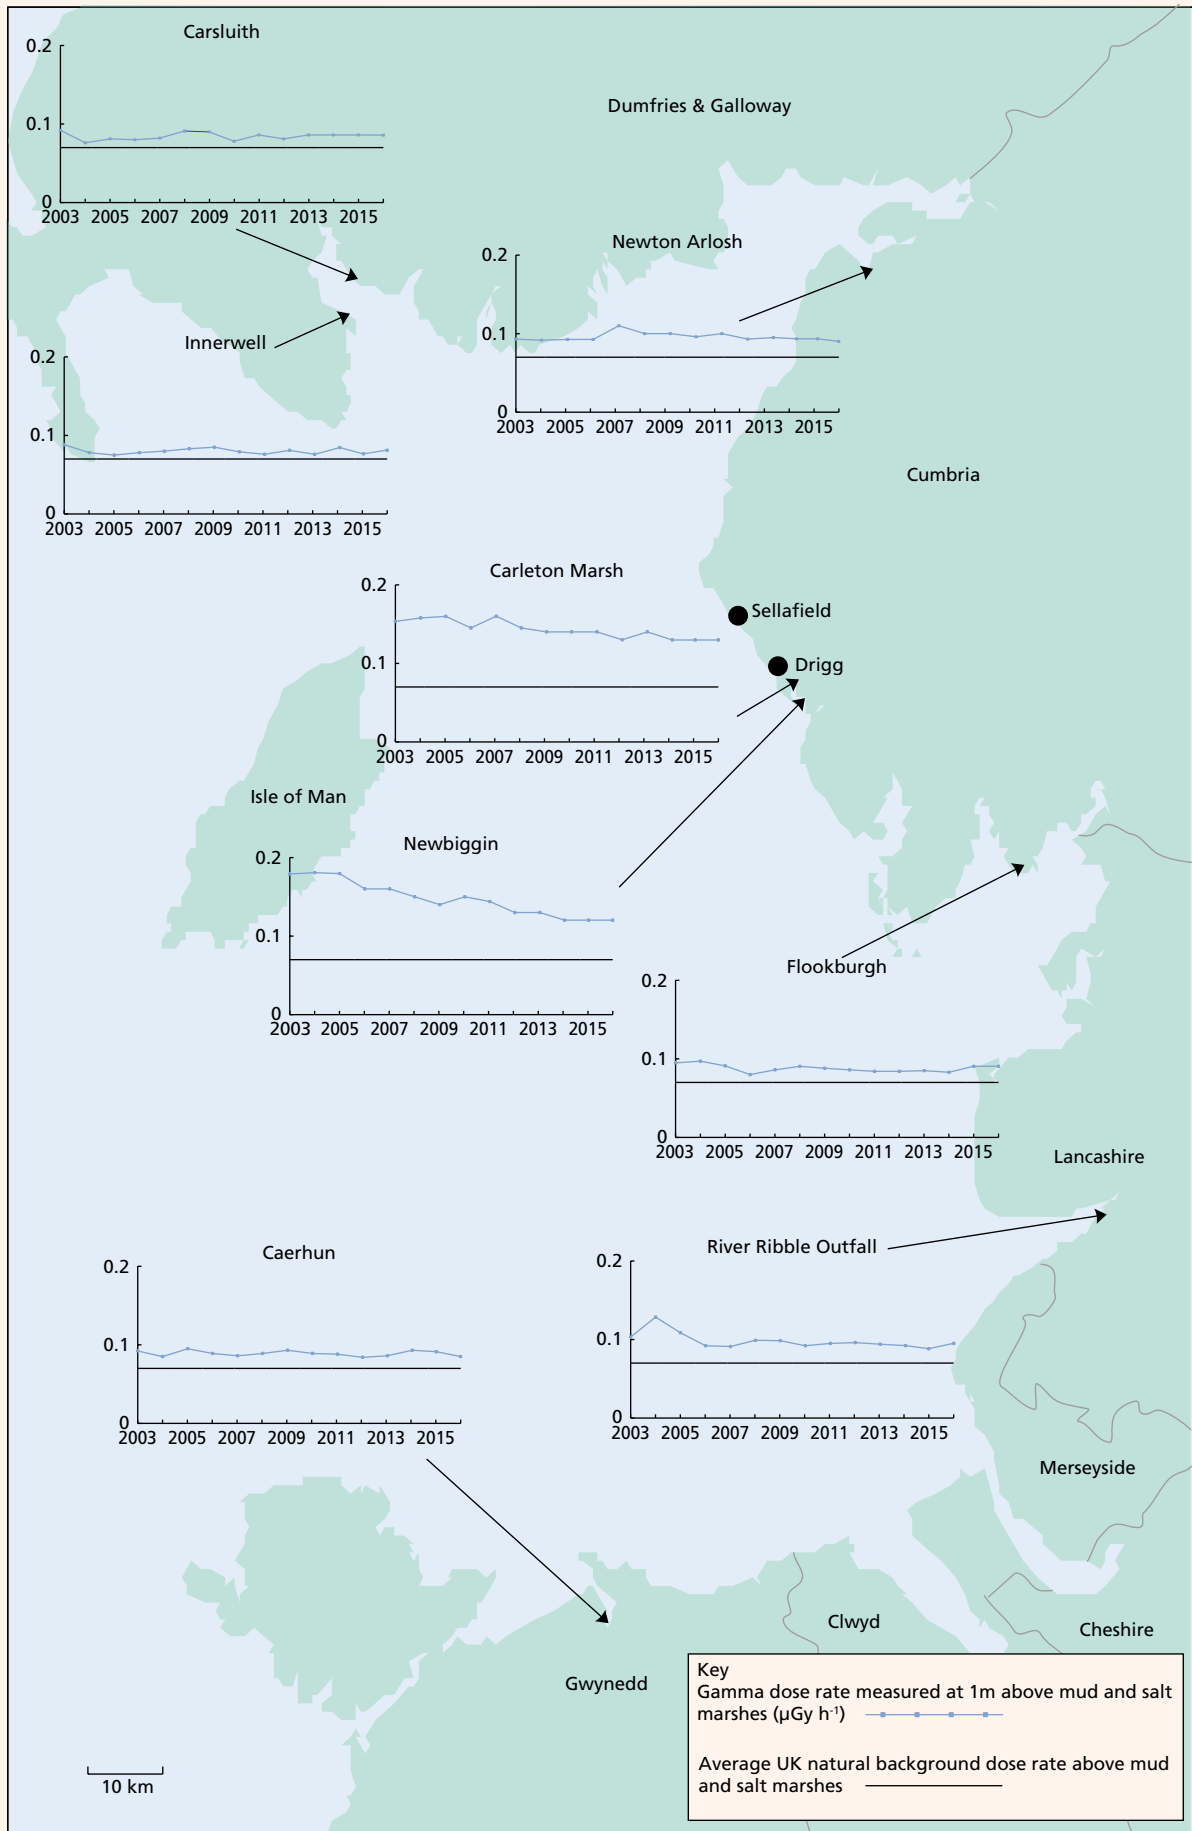 Carsluith
0.2
0.1
0
2003 2005 2007 2009 2011 2013 2015
Dumfries & Galloway
Newton Arlosh
0.2
0.1
0
2003 2005 2007 2009 2011 2013 2015
Innerwell
0.2
0.1
0
2003 2005 2007 2009 2011 2013 2015
Cumbria
Carleton Marsh
0.2
0.1
0
2003 2005 2007 2009 2011 2013 2015
Sellafield
Drigg
Isle of Man
Newbiggin
0.2
0.1
0
2003 2005 2007 2009 2011 2013 2015
Flookburgh
0.2
0.1
0
2003 2005 2007 2009 2011 2013 2015
Lancashire
Caerhun
0.2
0.1
0
2003 2005 2007 2009 2011 2013 2015
River Ribble Outfall
0.2
0.1
0
2003 2005 2007 2009 2011 2013 2015
Merseyside
Clwyd
Cheshire
Gwynedd
Key
Gamma dose rate measured at 1m above mud and salt
marshes (µGy h-1)
Average UK natural background dose rate above mud
and salt marshes
10 km